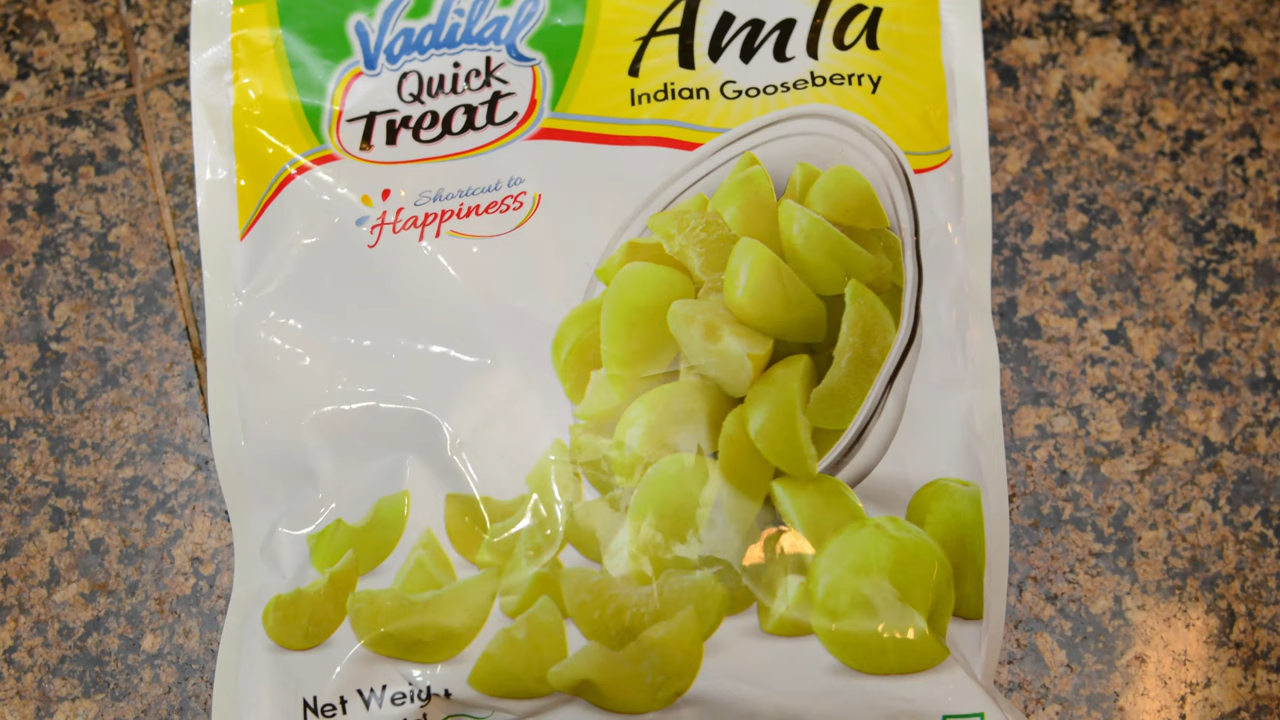 Vadilal
Quick
Treat
Amla
Indian Gooseberry
Shortcut to
Happiness
Net Weight